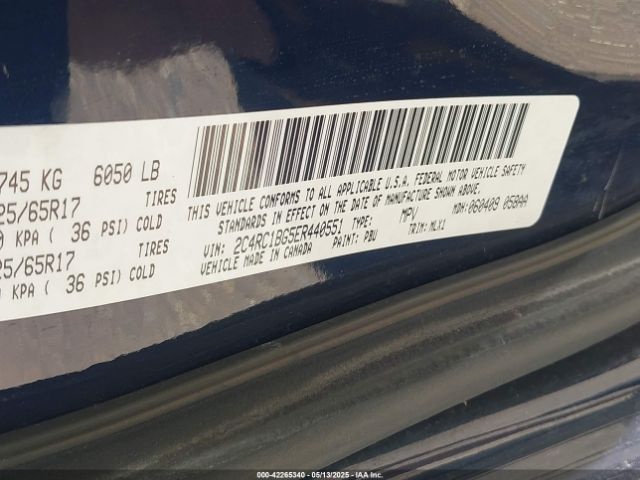 745 KG 6050 LB
25/65R17 TIRES
KPA ( 36 PSI) COLD
25/65R17 TIRES
KPA ( 36 PSI) COLD
THIS VEHICLE CONFORMS TO ALL APPLICABLE U.S.A. FEDERAL MOTOR VEHICLE SAFETY
STANDARDS IN EFFECT ON THE DATE OF MANUFACTURE SHOWN ABOVE.
VIN: 2C4RC1BG5ER440551 TYPE: MPV MDH: 060409 058AA
VEHICLE MADE IN CANADA PAINT: PBU TRIM: MLX1
000-42265340 - 05/13/2025 - IAA Inc.